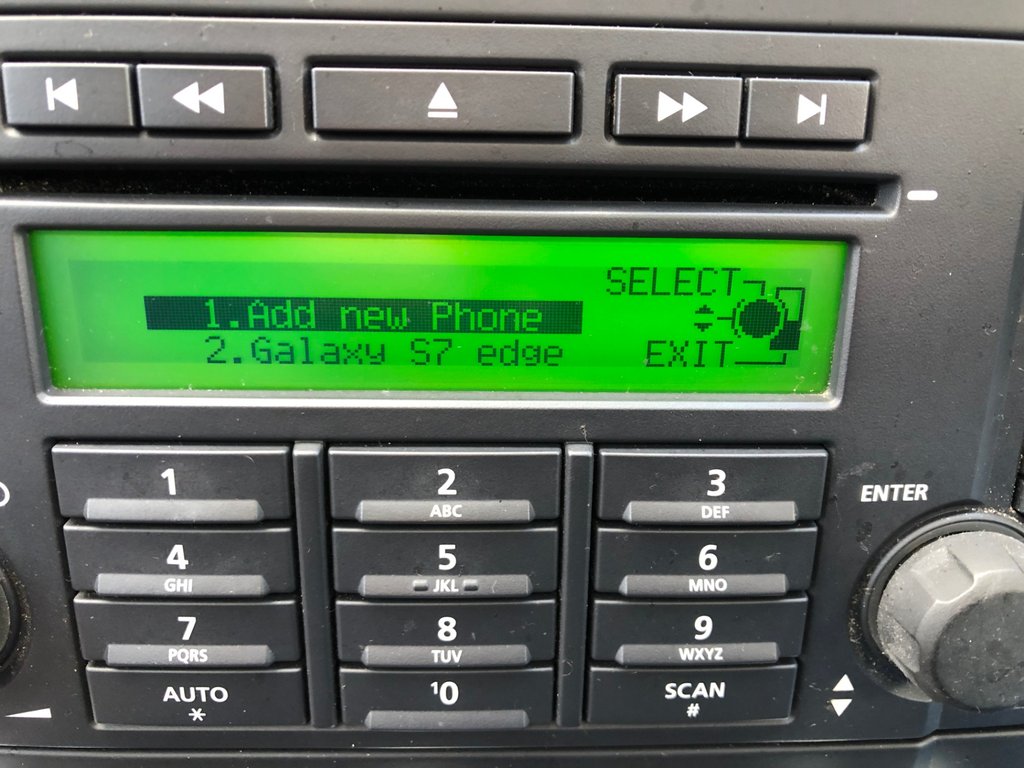 SELECT
1.Add new Phone
2.Galaxy S7 edge
EXIT
1
2
ABC
3
DEF
ENTER
4
GHI
5
JKL
6
MNO
7
PQRS
8
TUV
9
WXYZ
AUTO
*
10
SCAN
#